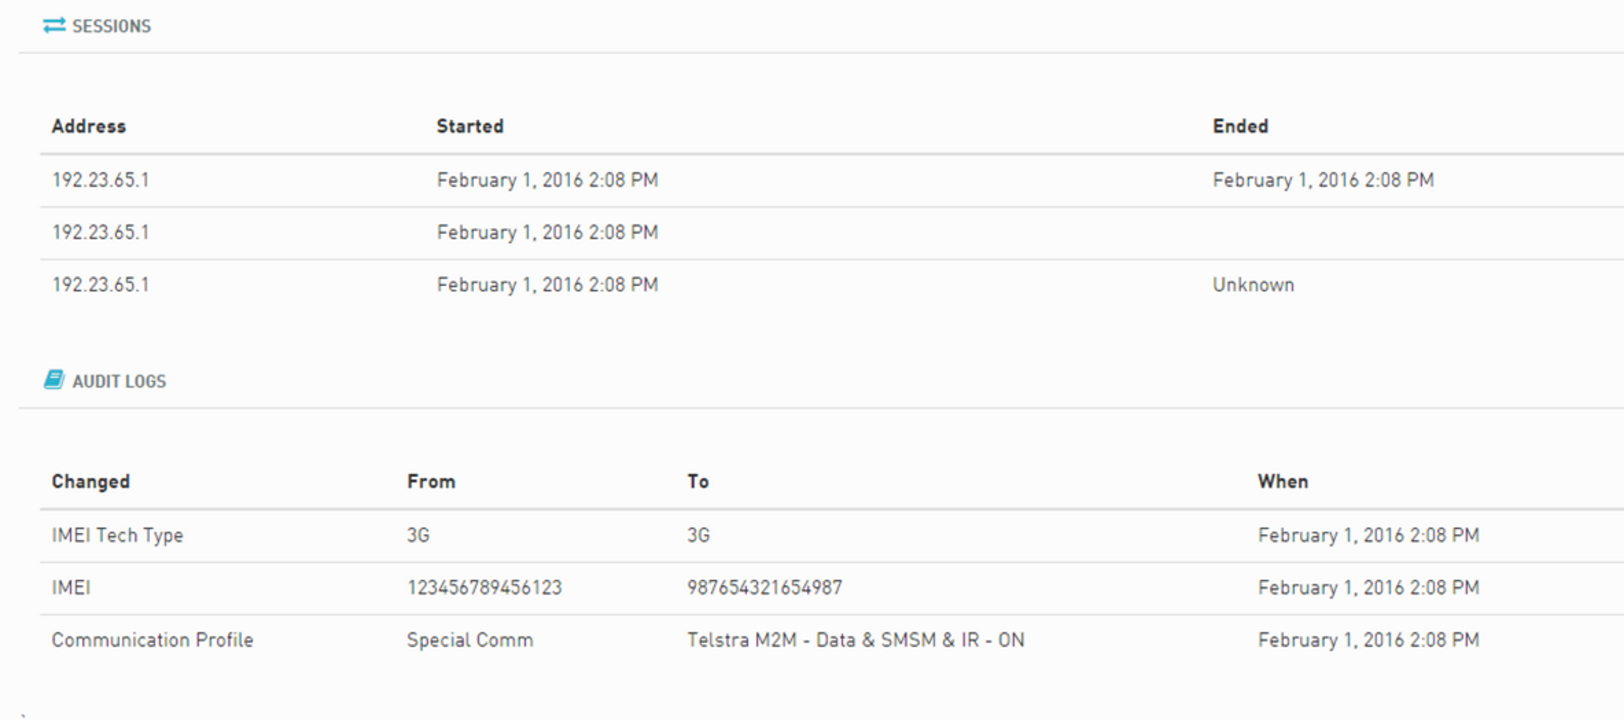 SESSIONS
Address Started Ended
192.23.65.1 February 1, 2016 2:08 PM February 1, 2016 2:08 PM
192.23.65.1 February 1, 2016 2:08 PM
192.23.65.1 February 1, 2016 2:08 PM Unknown
AUDIT LOGS
Changed From To When
IMEI Tech Type 3G 3G February 1, 2016 2:08 PM
IMEI 123456789456123 987654321654987 February 1, 2016 2:08 PM
Communication Profile Special Comm Telstra M2M - Data & SMSM & IR - ON February 1, 2016 2:08 PM
`